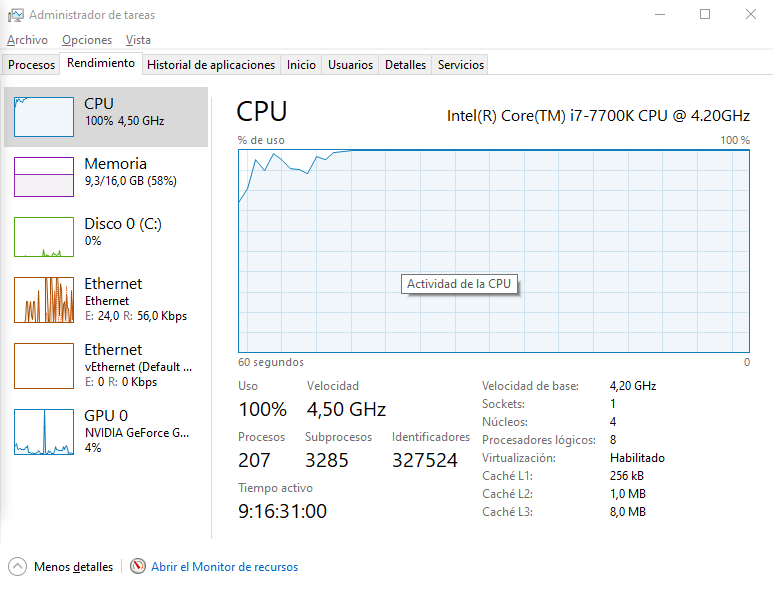 Administrador de tareas
Archivo Opciones Vista
Procesos Rendimiento Historial de aplicaciones Inicio Usuarios Detalles Servicios
CPU
100% 4,50 GHz
Memoria
9,3/16,0 GB (58%)
Disco 0 (C:)
0%
Ethernet
Ethernet
E: 24,0 R: 56,0 Kbps
Ethernet
vEthernet (Default ...
E: 0 R: 0 Kbps
GPU 0
NVIDIA GeForce G...
4%
CPU Intel(R) Core(TM) i7-7700K CPU @ 4.20GHz
% de uso 100 %
Actividad de la CPU
60 segundos 0
Uso Velocidad
100% 4,50 GHz
Procesos Subprocesos Identificadores
207 3285 327524
Tiempo activo
9:16:31:00
Velocidad de base: 4,20 GHz
Sockets: 1
Núcleos: 4
Procesadores lógicos: 8
Virtualización: Habilitado
Caché L1: 256 kB
Caché L2: 1,0 MB
Caché L3: 8,0 MB
Menos detalles Abrir el Monitor de recursos